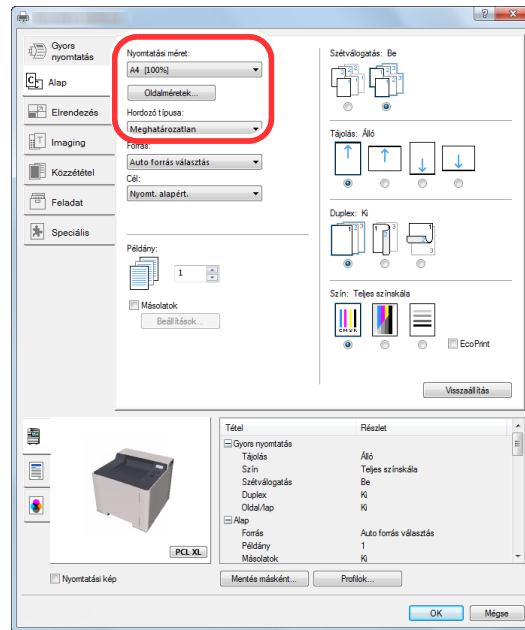 Gyors
nyomtatás
Alap
Elrendezés
Imaging
Közzététel
Feladat
Speciális
Nyomtatási méret:
A4 [100%]
Oldalméretek...
Hordozó típusa:
Meghatározatlan
Forrás:
Auto forrás választás
Cél:
Nyomt. alapért.
Példány:
1
Másolatok
Beállítások...
Szétválogatás: Be
Tájolás: Álló
Duplex: Ki
Szín: Teljes színskála
CMYK
EcoPrint
Visszaállítás
PCL XL
Nyomtatási kép
Tétel Részlet
Gyors nyomtatás
Tájolás Álló
Szín Teljes színskála
Szétválogatás Be
Duplex Ki
Oldal/lap Ki
Alap
Forrás Auto forrás választás
Példány 1
Másolatok Ki
Mentés másként... Profilok...
OK Mégse